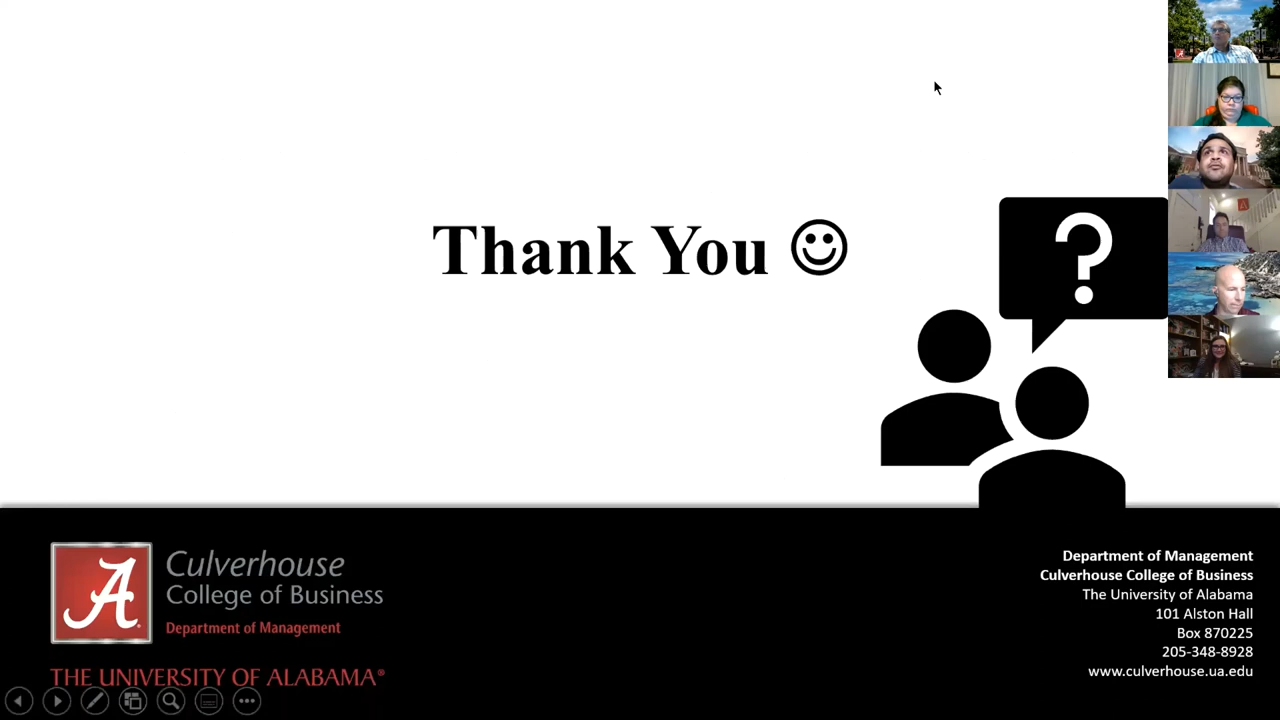 Thank You ☺
?
A
Culverhouse
College of Business
Department of Management
THE UNIVERSITY OF ALABAMA®
Department of Management
Culverhouse College of Business
The University of Alabama
101 Alston Hall
Box 870225
205-348-8928
www.culverhouse.ua.edu